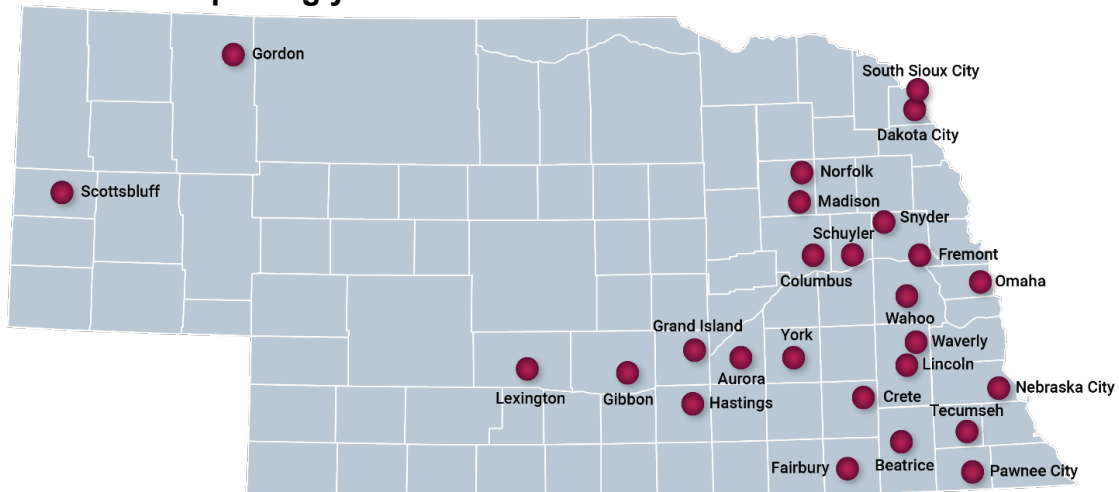 Gordon
South Sioux City
Dakota City
Norfolk
Scottsbluff
Madison
Snyder
Schuyler
Fremont
Columbus
Omaha
Wahoo
Grand Island
York
Waverly
Lincoln
Aurora
Lexington
Gibbon
Hastings
Crete
Nebraska City
Tecumseh
Fairbury
Beatrice
Pawnee City